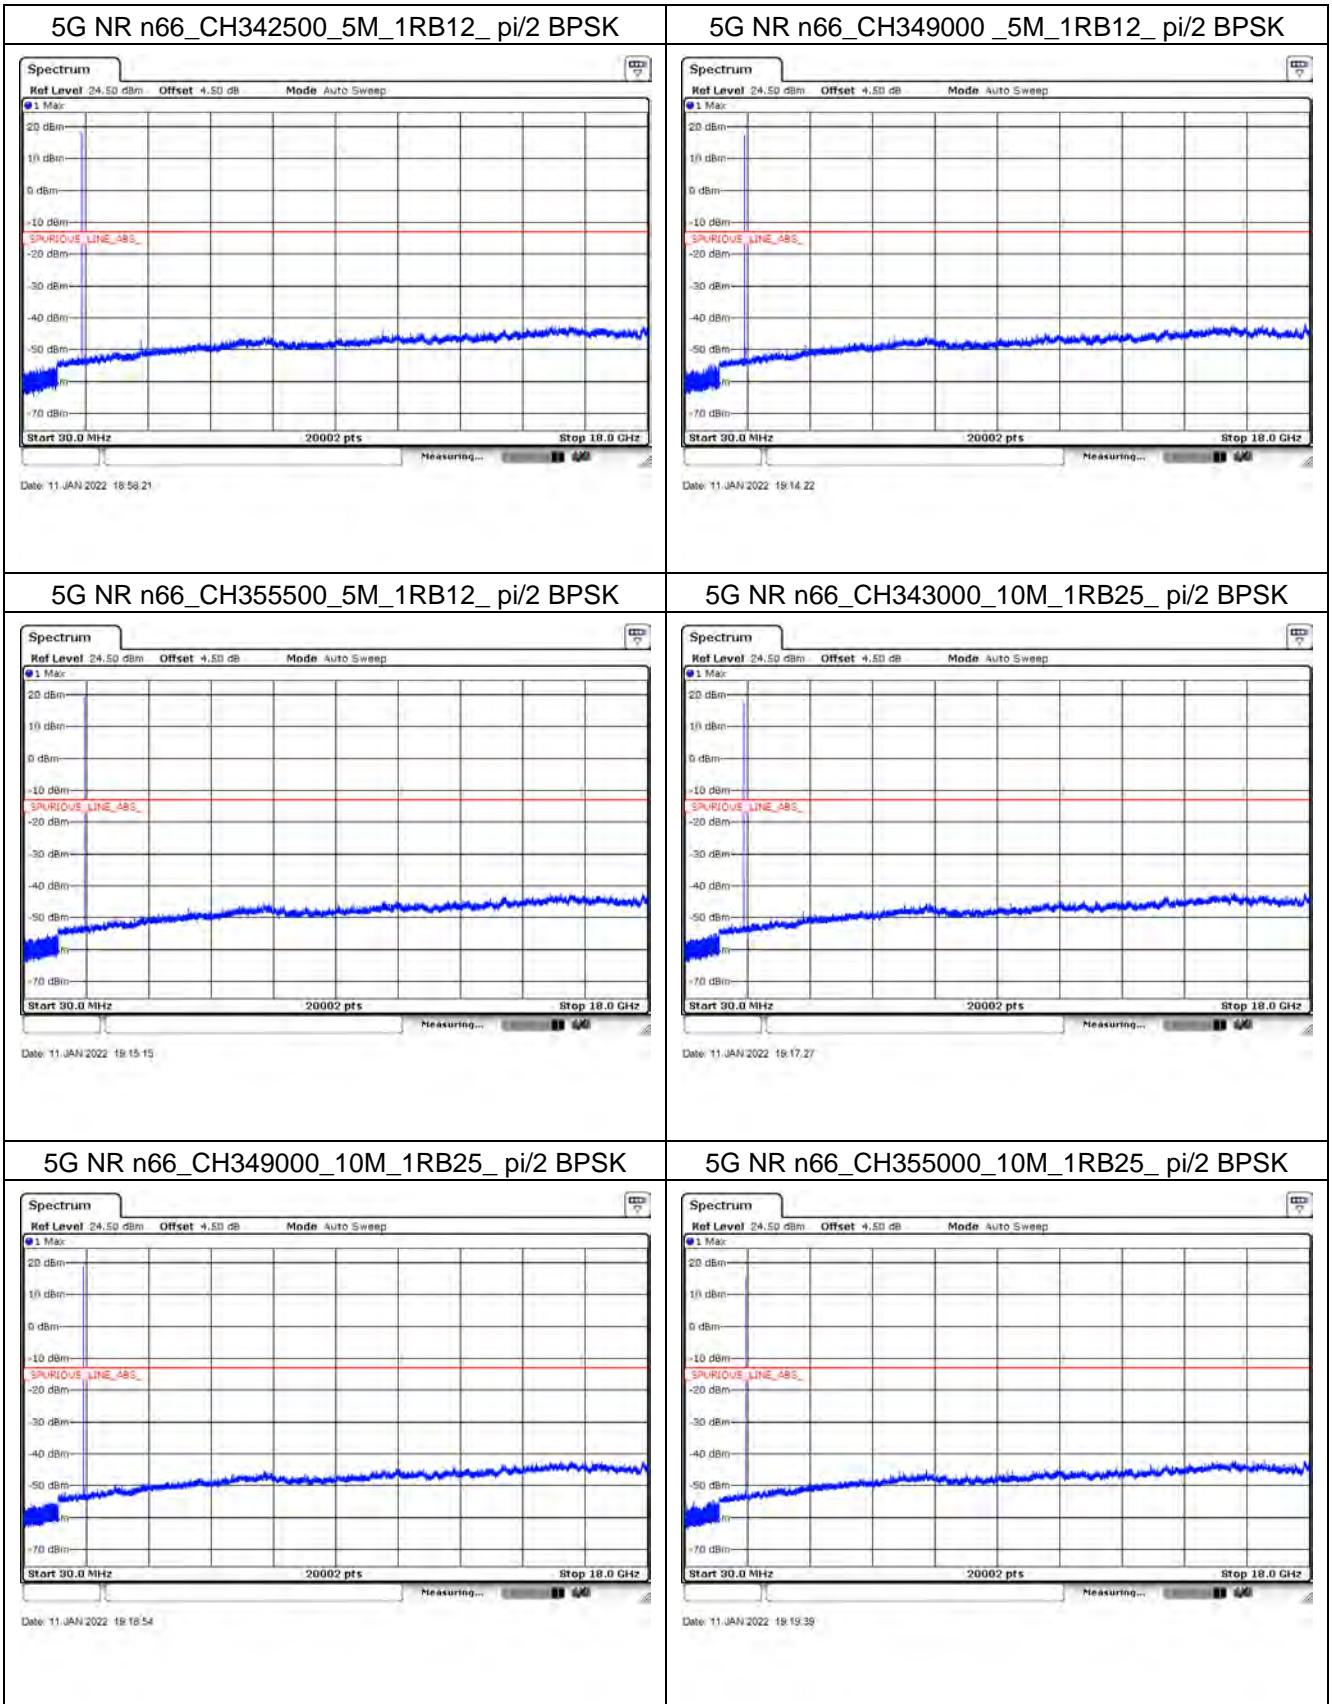 5G NR n66_CH342500_5M_1RB12_ pi/2 BPSK
Spectrum
Ref Level 24.50 dBm Offset 4.50 dB Mode Auto Sweep
1 Max
20 dBm
10 dBm
0 dBm
-10 dBm
_SPURIOUS_LINE_ABS_
-20 dBm
-30 dBm
-40 dBm
-50 dBm
-70 dBm
Start 30.0 MHz 20002 pts Stop 18.0 GHz
Measuring...
Date: 11.JAN.2022 18:58:21
5G NR n66_CH349000 _5M_1RB12_ pi/2 BPSK
Spectrum
Ref Level 24.50 dBm Offset 4.50 dB Mode Auto Sweep
1 Max
20 dBm
10 dBm
0 dBm
-10 dBm
_SPURIOUS_LINE_ABS_
-20 dBm
-30 dBm
-40 dBm
-50 dBm
-70 dBm
Start 30.0 MHz 20002 pts Stop 18.0 GHz
Measuring...
Date: 11.JAN.2022 19:14:22
5G NR n66_CH355500_5M_1RB12_ pi/2 BPSK
Spectrum
Ref Level 24.50 dBm Offset 4.50 dB Mode Auto Sweep
1 Max
20 dBm
10 dBm
0 dBm
-10 dBm
_SPURIOUS_LINE_ABS_
-20 dBm
-30 dBm
-40 dBm
-50 dBm
-70 dBm
Start 30.0 MHz 20002 pts Stop 18.0 GHz
Measuring...
Date: 11.JAN.2022 19:15:15
5G NR n66_CH343000_10M_1RB25_ pi/2 BPSK
Spectrum
Ref Level 24.50 dBm Offset 4.50 dB Mode Auto Sweep
1 Max
20 dBm
10 dBm
0 dBm
-10 dBm
_SPURIOUS_LINE_ABS_
-20 dBm
-30 dBm
-40 dBm
-50 dBm
-70 dBm
Start 30.0 MHz 20002 pts Stop 18.0 GHz
Measuring...
Date: 11.JAN.2022 19:17:27
5G NR n66_CH349000_10M_1RB25_ pi/2 BPSK
Spectrum
Ref Level 24.50 dBm Offset 4.50 dB Mode Auto Sweep
1 Max
20 dBm
10 dBm
0 dBm
-10 dBm
_SPURIOUS_LINE_ABS_
-20 dBm
-30 dBm
-40 dBm
-50 dBm
-70 dBm
Start 30.0 MHz 20002 pts Stop 18.0 GHz
Measuring...
Date: 11.JAN.2022 19:18:54
5G NR n66_CH355000_10M_1RB25_ pi/2 BPSK
Spectrum
Ref Level 24.50 dBm Offset 4.50 dB Mode Auto Sweep
1 Max
20 dBm
10 dBm
0 dBm
-10 dBm
_SPURIOUS_LINE_ABS_
-20 dBm
-30 dBm
-40 dBm
-50 dBm
-70 dBm
Start 30.0 MHz 20002 pts Stop 18.0 GHz
Measuring...
Date: 11.JAN.2022 19:19:39